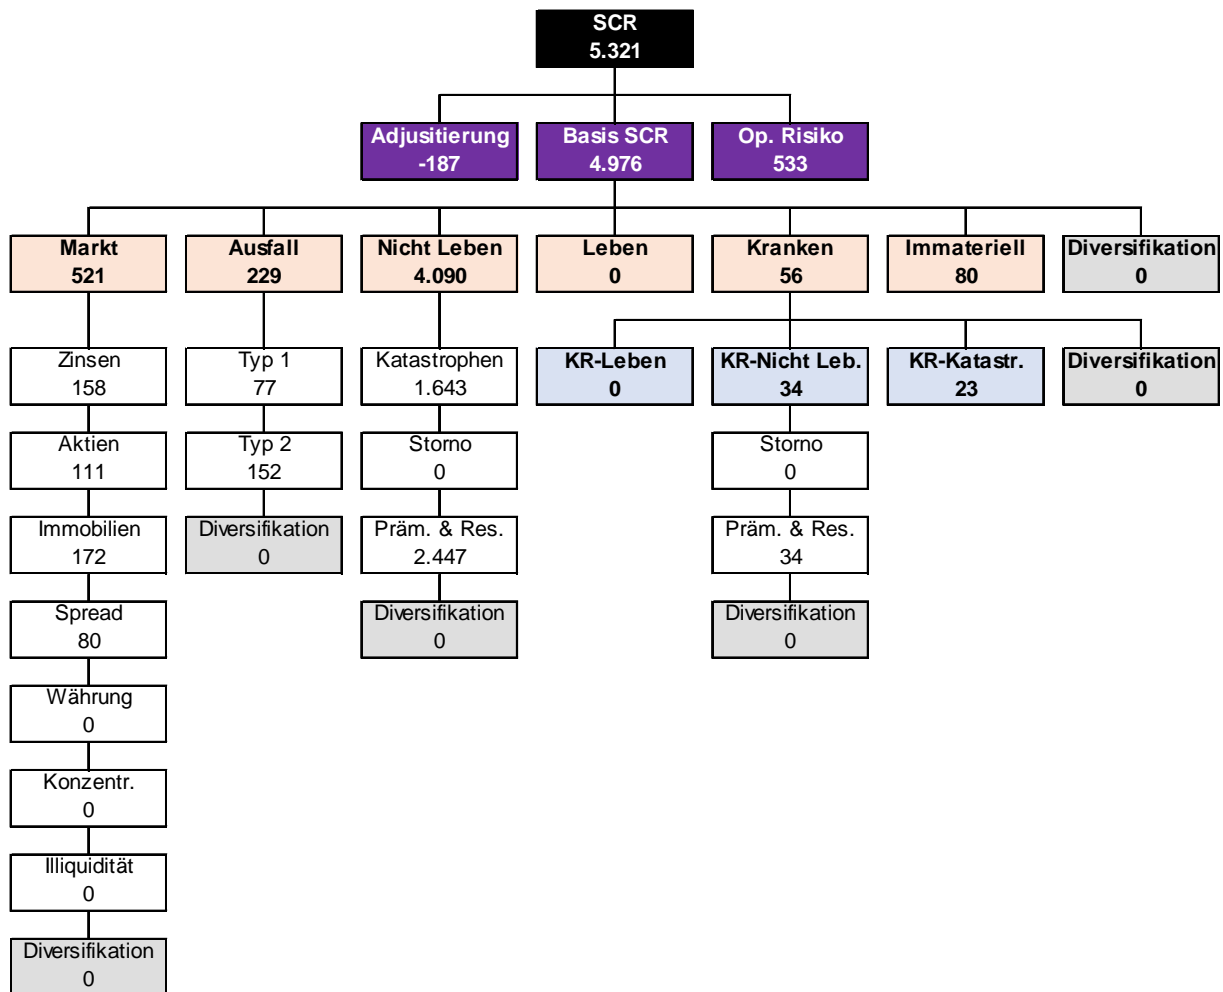 SCR
5.321
Adjusitierung
-187
Basis SCR
4.976
Op. Risiko
533
Markt
521
Ausfall
229
Nicht Leben
4.090
Leben
0
Kranken
56
Immateriell
80
Diversifikation
0
Zinsen
158
Typ 1
77
Katastrophen
1.643
KR-Leben
0
KR-Nicht Leb.
34
KR-Katastr.
23
Diversifikation
0
Aktien
111
Typ 2
152
Storno
0
Storno
0
Immobilien
172
Diversifikation
0
Präm. & Res.
2.447
Präm. & Res.
34
Spread
80
Diversifikation
0
Diversifikation
0
Währung
0
Konzentr.
0
Illiquidität
0
Diversifikation
0